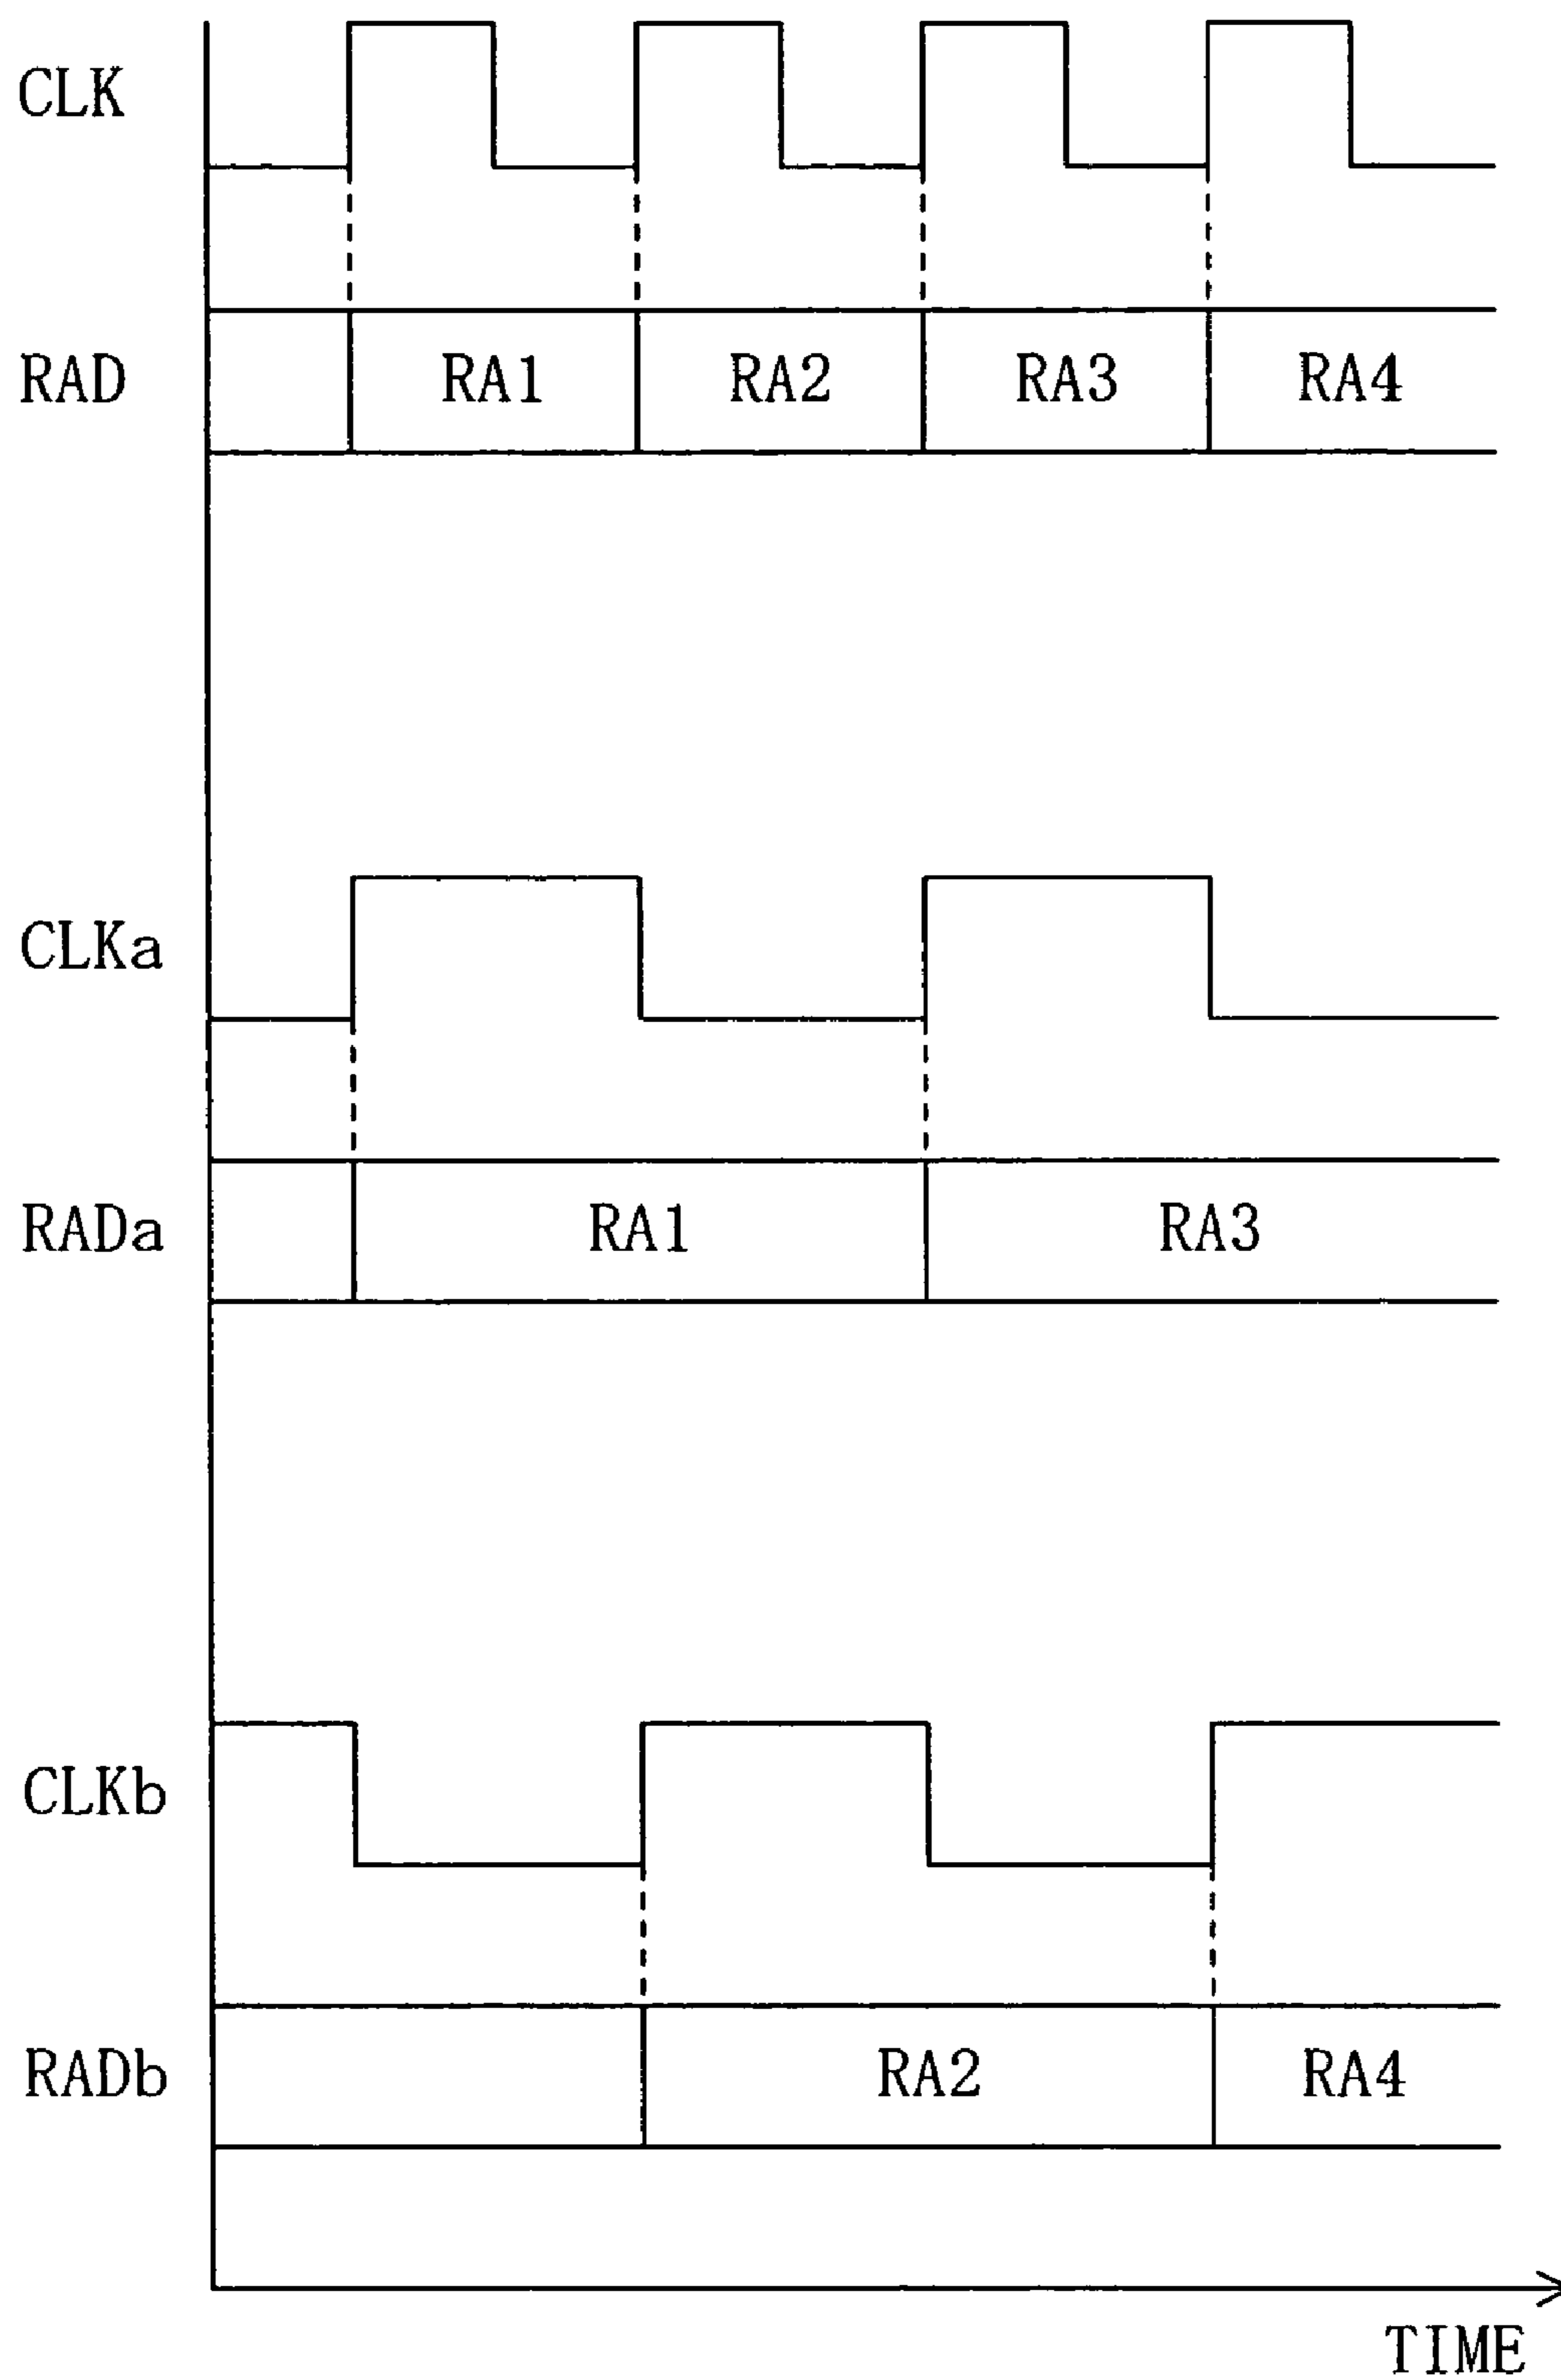 CLK
RAD RA1 RA2 RA3 RA4
CLKa
RADa RA1 RA3
CLKb
RADb RA2 RA4
TIME